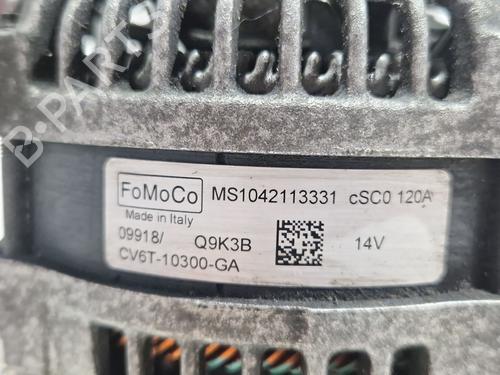 B-PARTS
FoMoCo MS1042113331 cSC0 120A
Made in Italy
09918/ Q9K3B 14V
CV6T-10300-GA